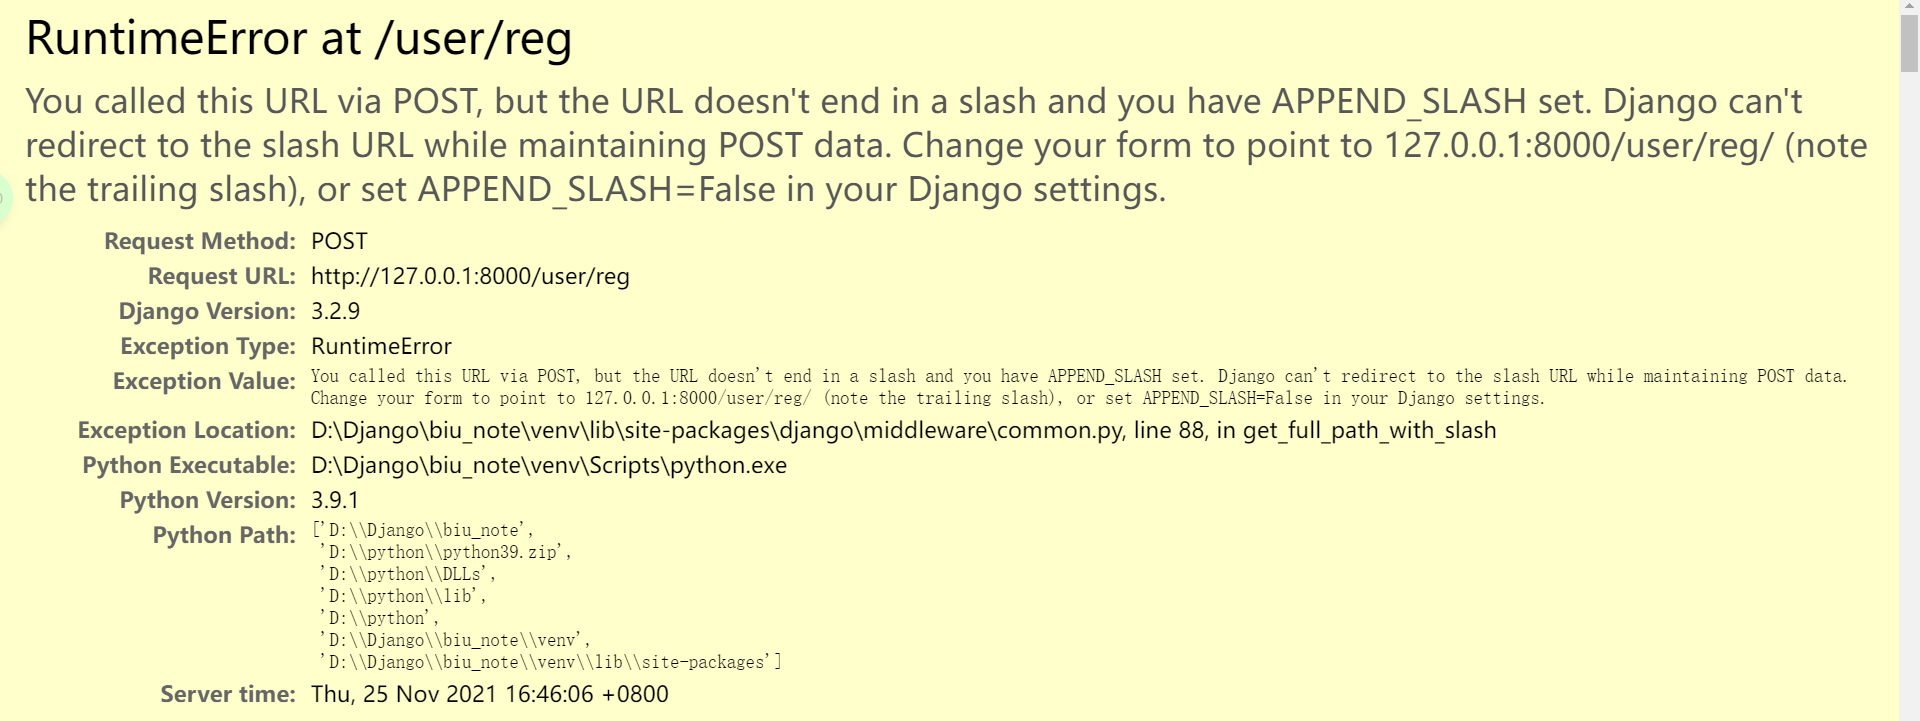 RuntimeError at /user/reg
You called this URL via POST, but the URL doesn't end in a slash and you have APPEND_SLASH set. Django can't
redirect to the slash URL while maintaining POST data. Change your form to point to 127.0.0.1:8000/user/reg/ (note
the trailing slash), or set APPEND_SLASH=False in your Django settings.
Request Method: POST
Request URL: http://127.0.0.1:8000/user/reg
Django Version: 3.2.9
Exception Type: RuntimeError
Exception Value: You called this URL via POST, but the URL doesn't end in a slash and you have APPEND_SLASH set. Django can't redirect to the slash URL while maintaining POST data.
Change your form to point to 127.0.0.1:8000/user/reg/ (note the trailing slash), or set APPEND_SLASH=False in your Django settings.
Exception Location: D:\Django\biu_note\venv\lib\site-packages\django\middleware\common.py, line 88, in get_full_path_with_slash
Python Executable: D:\Django\biu_note\venv\Scripts\python.exe
Python Version: 3.9.1
Python Path: ['D:\\Django\\biu_note',
'D:\\python\\python39.zip',
'D:\\python\\DLLs',
'D:\\python\\lib',
'D:\\python',
'D:\\Django\\biu_note\\venv',
'D:\\Django\\biu_note\\venv\\lib\\site-packages']
Server time: Thu, 25 Nov 2021 16:46:06 +0800